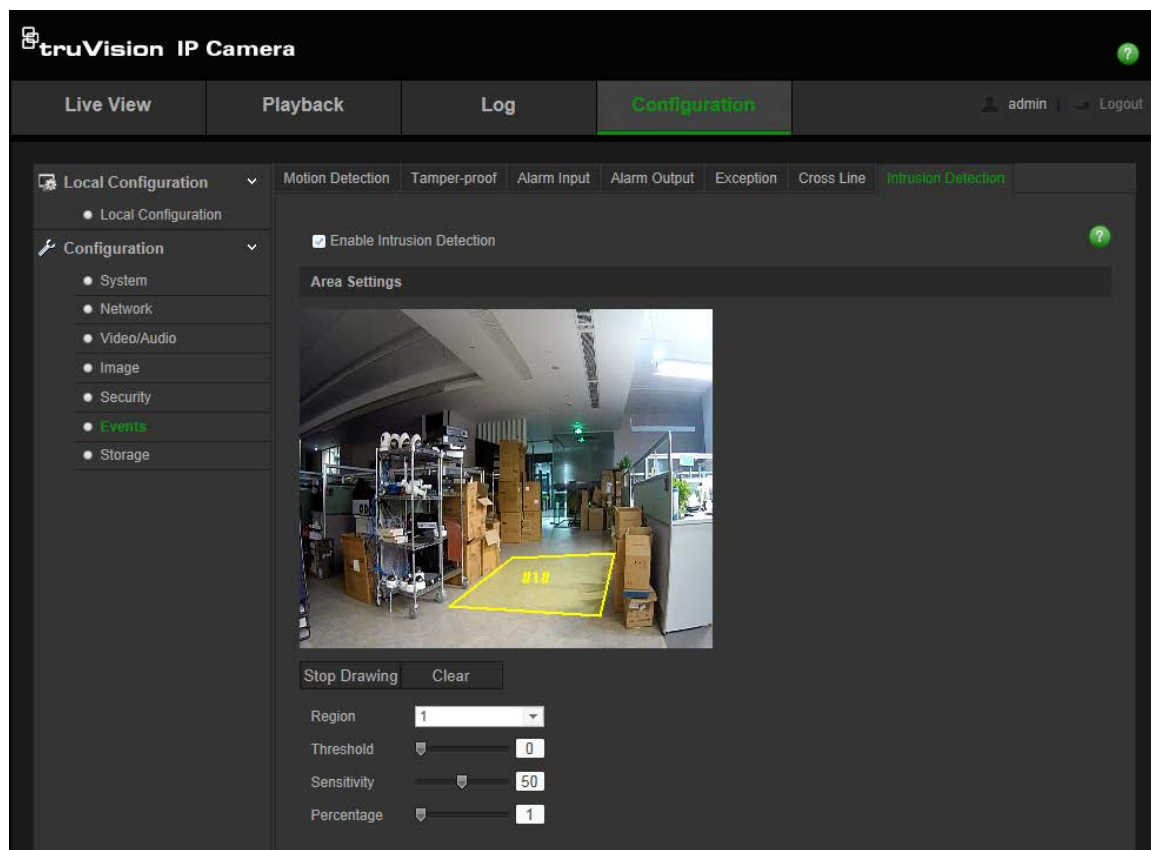 truVision IP Camera
Live View Playback Log Configuration admin | Logout
Local Configuration
Local Configuration
Configuration
System
Network
Video/Audio
Image
Security
Events
Storage
Motion Detection Tamper-proof Alarm Input Alarm Output Exception Cross Line Intrusion Detection
Enable Intrusion Detection
Area Settings
#1#
Stop Drawing Clear
Region 1
Threshold 0
Sensitivity 50
Percentage 1